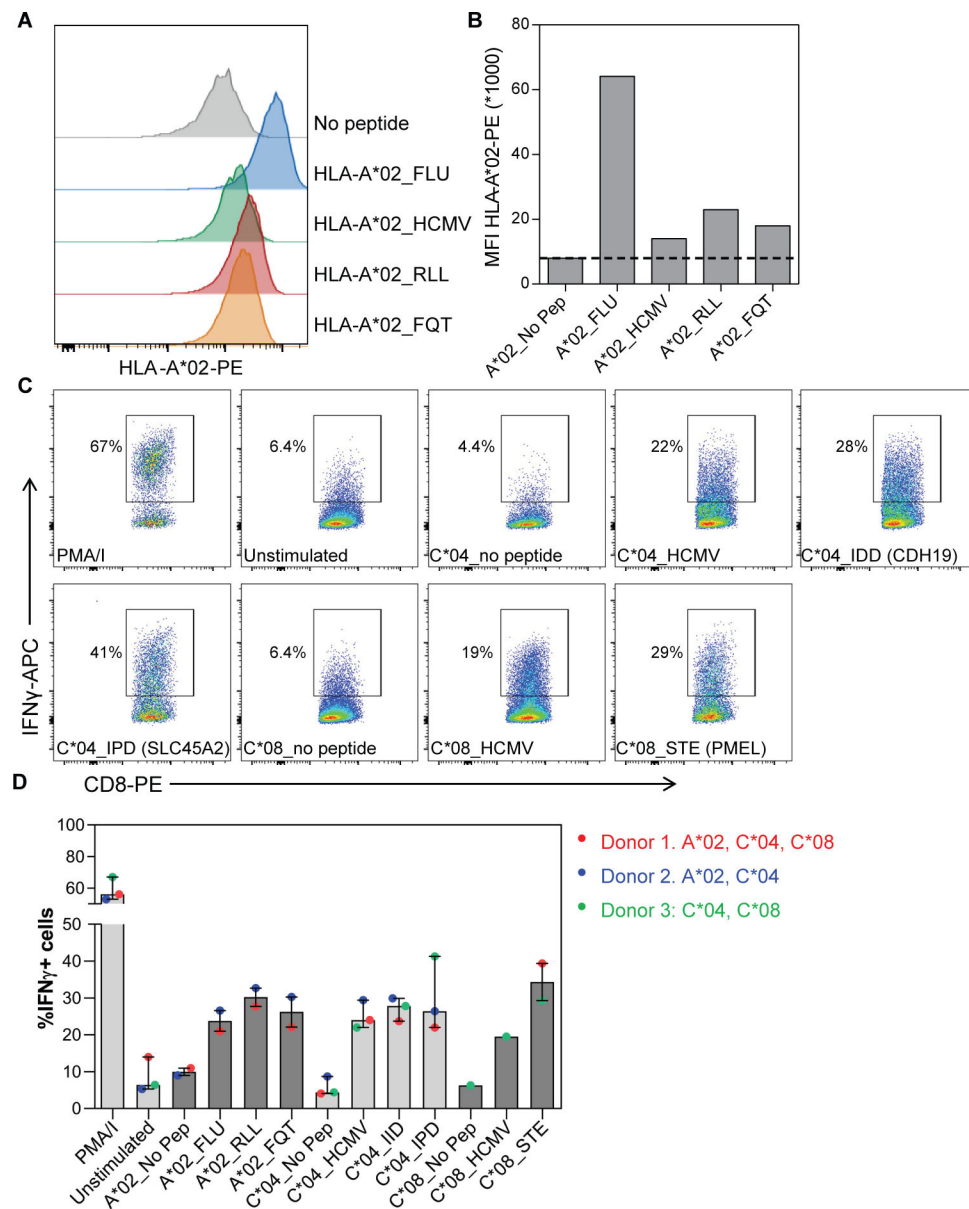 A
No peptide
HLA-A*02_FLU
HLA-A*02_HCMV
HLA-A*02_RLL
HLA-A*02_FQT
HLA-A*02-PE
B
MFI HLA-A*02-PE (*1000)
80
60
40
20
0
A*02_No Pep
A*02_FLU
A*02_HCMV
A*02_RLL
A*02_FQT
C
67%
PMA/I
6.4%
Unstimulated
4.4%
C*04_no peptide
22%
C*04_HCMV
28%
C*04_IDD (CDH19)
41%
C*04_IPD (SLC45A2)
6.4%
C*08_no peptide
19%
C*08_HCMV
29%
C*08_STE (PMEL)
IFNγ-APC
CD8-PE
D
%IFNγ+ cells
100
80
60
50
40
30
20
10
0
PMA/I
Unstimulated
A*02_No Pep
A*02_FLU
A*02_RLL
A*02_FQT
C*04_No Pep
C*04_HCMV
C*04_IID
C*04_IPD
C*08_No Pep
C*08_HCMV
C*08_STE
Donor 1. A*02, C*04, C*08
Donor 2. A*02, C*04
Donor 3: C*04, C*08